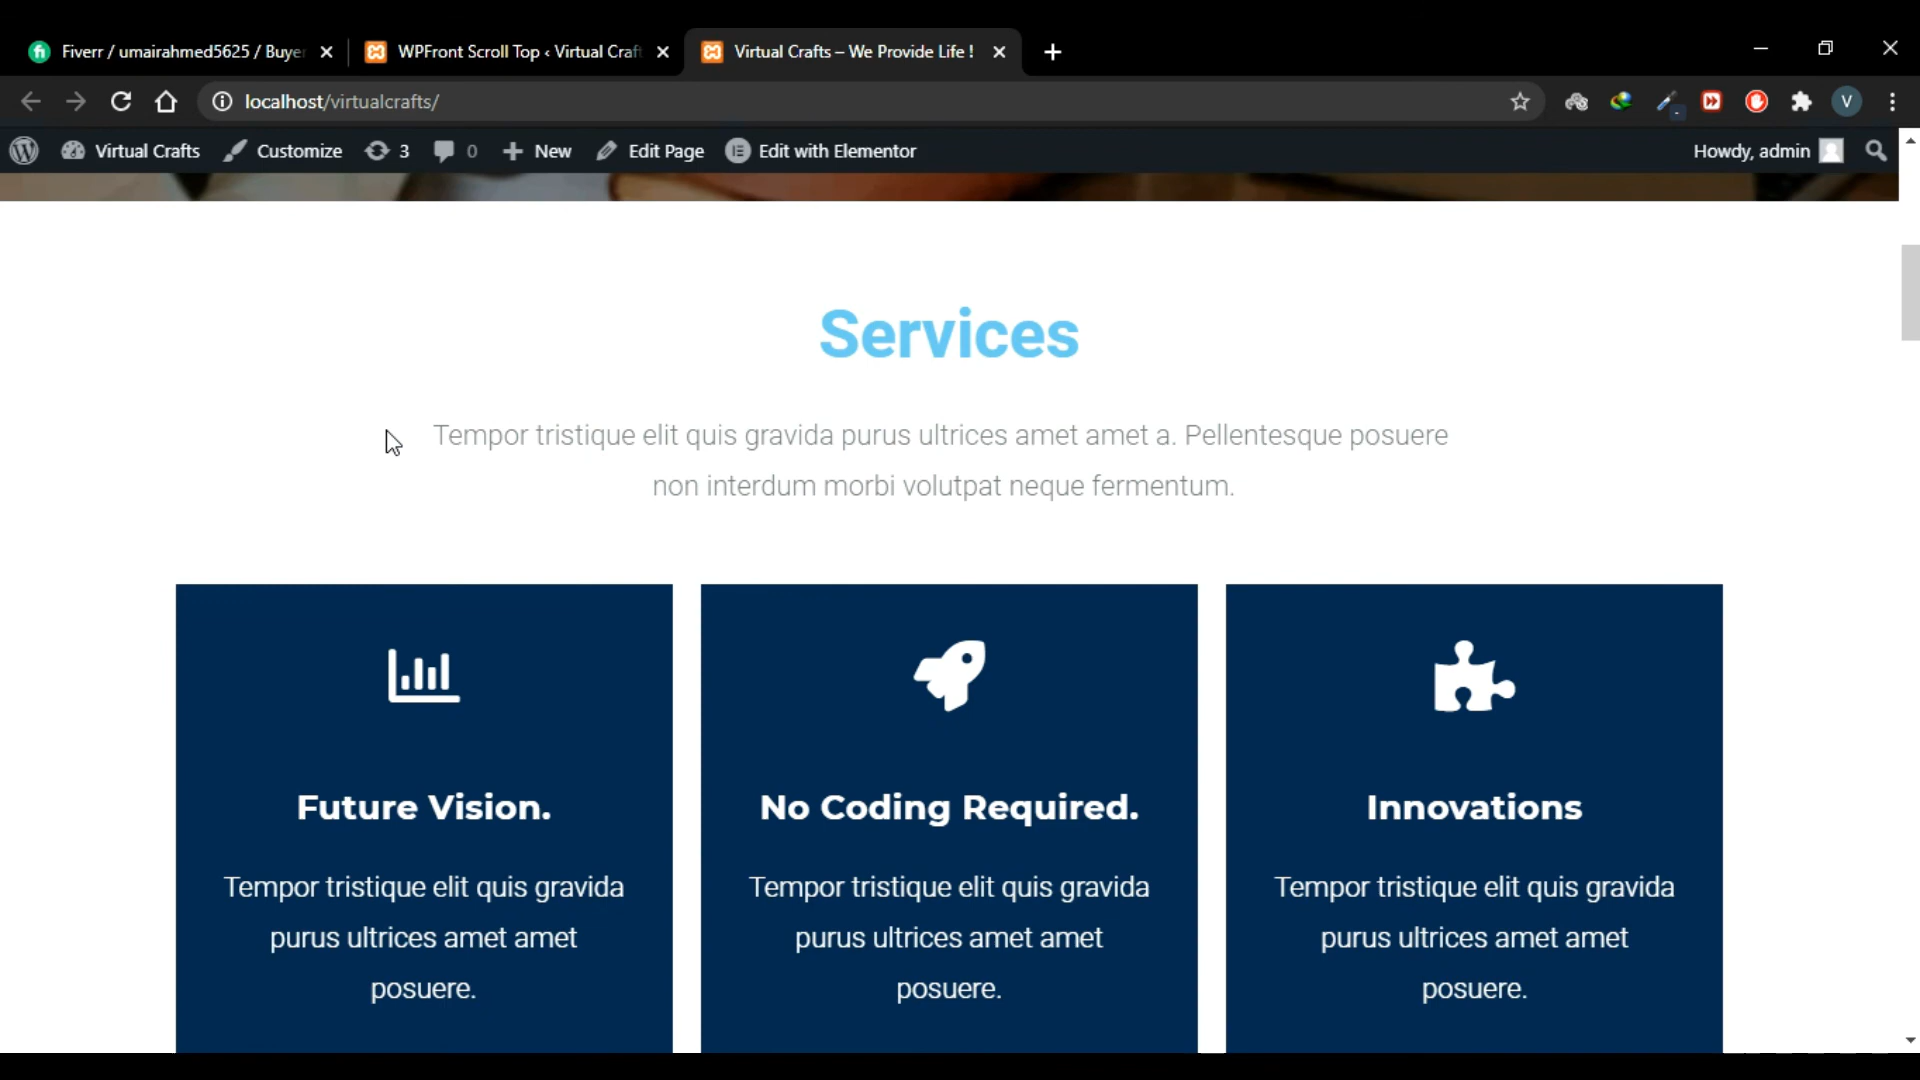 Fiverr / umairahmed5625 / Buyer
WPFront Scroll Top ‹ Virtual Craft
Virtual Crafts – We Provide Life !
localhost/virtualcrafts/
V
Virtual Crafts
Customize
3
0
New
Edit Page
Edit with Elementor
Howdy, admin
Services
Tempor tristique elit quis gravida purus ultrices amet amet a. Pellentesque posuere
non interdum morbi volutpat neque fermentum.
Future Vision.
Tempor tristique elit quis gravida
purus ultrices amet amet
posuere.
No Coding Required.
Tempor tristique elit quis gravida
purus ultrices amet amet
posuere.
Innovations
Tempor tristique elit quis gravida
purus ultrices amet amet
posuere.